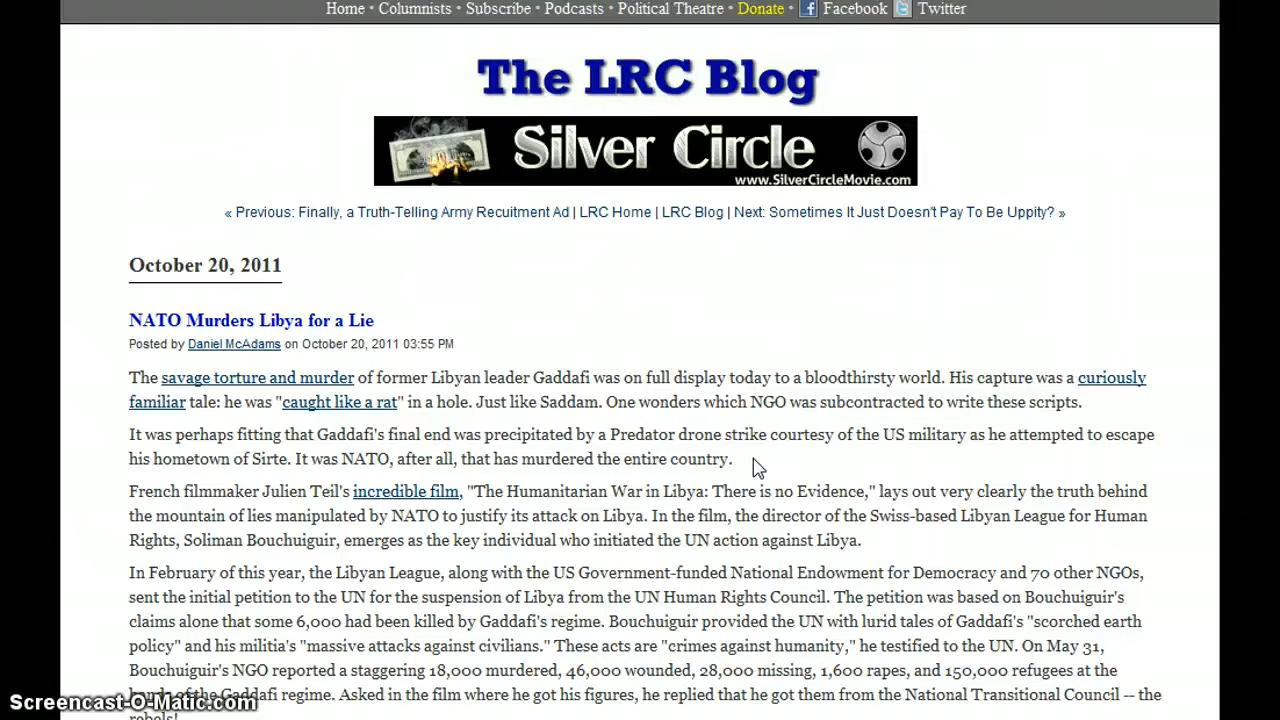 Home • Columnists • Subscribe • Podcasts • Political Theatre • Donate • Facebook Twitter
The LRC Blog
Silver Circle
www.SilverCircleMovie.com
« Previous: Finally, a Truth-Telling Army Recuitment Ad | LRC Home | LRC Blog | Next: Sometimes It Just Doesn't Pay To Be Uppity? »
October 20, 2011
NATO Murders Libya for a Lie
Posted by Daniel McAdams on October 20, 2011 03:55 PM
The savage torture and murder of former Libyan leader Gaddafi was on full display today to a bloodthirsty world. His capture was a curiously
familiar tale: he was "caught like a rat" in a hole. Just like Saddam. One wonders which NGO was subcontracted to write these scripts.
It was perhaps fitting that Gaddafi's final end was precipitated by a Predator drone strike courtesy of the US military as he attempted to escape
his hometown of Sirte. It was NATO, after all, that has murdered the entire country.
French filmmaker Julien Teil's incredible film, "The Humanitarian War in Libya: There is no Evidence," lays out very clearly the truth behind
the mountain of lies manipulated by NATO to justify its attack on Libya. In the film, the director of the Swiss-based Libyan League for Human
Rights, Soliman Bouchuiguir, emerges as the key individual who initiated the UN action against Libya.
In February of this year, the Libyan League, along with the US Government-funded National Endowment for Democracy and 70 other NGOs,
sent the initial petition to the UN for the suspension of Libya from the UN Human Rights Council. The petition was based on Bouchuiguir's
claims alone that some 6,000 had been killed by Gaddafi's regime. Bouchuiguir provided the UN with lurid tales of Gaddafi's "scorched earth
policy" and his militia's "massive attacks against civilians." These acts are "crimes against humanity," he testified to the UN. On May 31,
Bouchuiguir's NGO reported a staggering 18,000 murdered, 46,000 wounded, 28,000 missing, 1,600 rapes, and 150,000 refugees at the
of the Gaddafi regime. Asked in the film where he got his figures, he replied that he got them from the National Transitional Council -- the
rebels!
Screencast-O-Matic.com